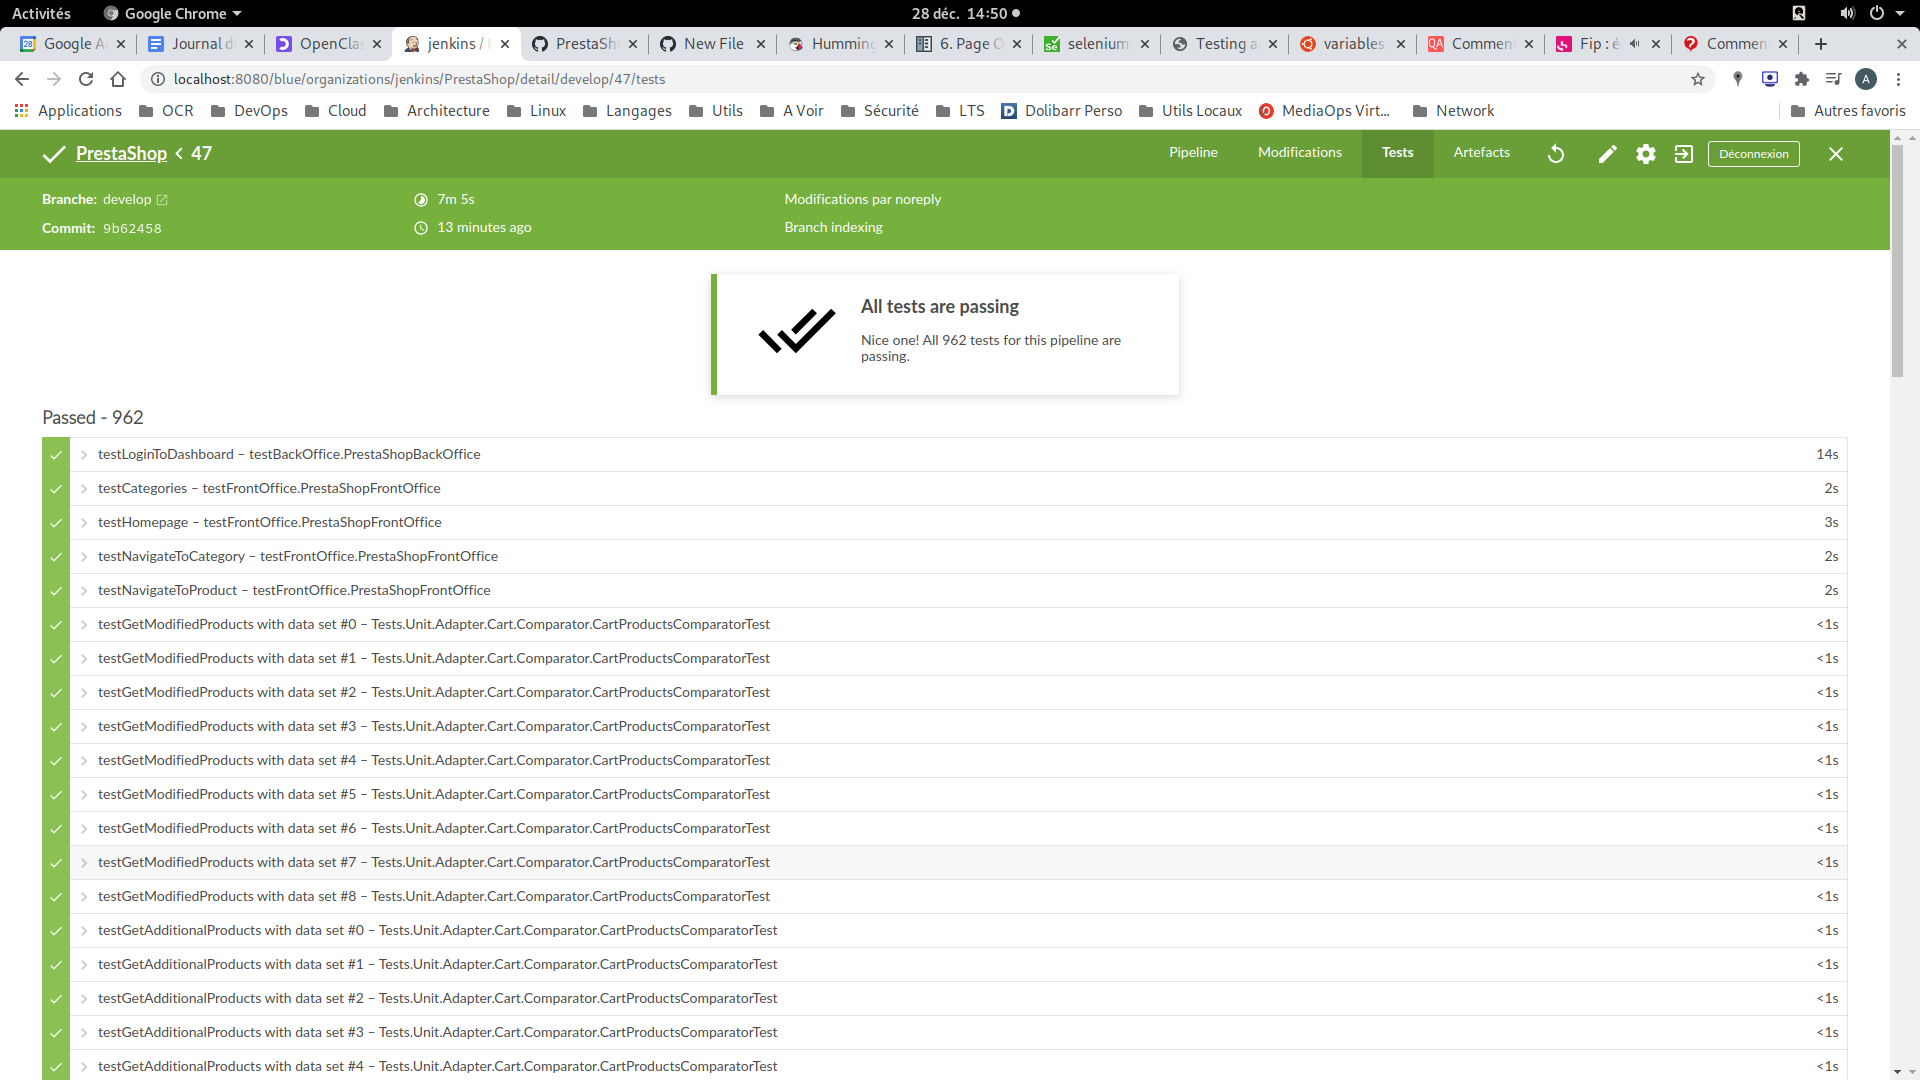 Activités Google Chrome 28 déc. 14:50
Google A Journal d OpenCla jenkins / PrestaSh New File Humming 6. Page O selenium. Testing a variables Commen Fip : é Commen
localhost:8080/blue/organizations/jenkins/PrestaShop/detail/develop/47/tests A
Applications OCR DevOps Cloud Architecture Linux Langages Utils A Voir Sécurité LTS Dolibarr Perso Utils Locaux MediaOps Virt... Network Autres favoris
PrestaShop < 47 Pipeline Modifications Tests Artefacts Déconnexion
Branche: develop 7m 5s Modifications par noreply
Commit: 9b62458 13 minutes ago Branch indexing
All tests are passing
Nice one! All 962 tests for this pipeline are
passing.
Passed - 962
testLoginToDashboard – testBackOffice.PrestaShopBackOffice 14s
testCategories – testFrontOffice.PrestaShopFrontOffice 2s
testHomepage – testFrontOffice.PrestaShopFrontOffice 3s
testNavigateToCategory – testFrontOffice.PrestaShopFrontOffice 2s
testNavigateToProduct – testFrontOffice.PrestaShopFrontOffice 2s
testGetModifiedProducts with data set #0 – Tests.Unit.Adapter.Cart.Comparator.CartProductsComparatorTest <1s
testGetModifiedProducts with data set #1 – Tests.Unit.Adapter.Cart.Comparator.CartProductsComparatorTest <1s
testGetModifiedProducts with data set #2 – Tests.Unit.Adapter.Cart.Comparator.CartProductsComparatorTest <1s
testGetModifiedProducts with data set #3 – Tests.Unit.Adapter.Cart.Comparator.CartProductsComparatorTest <1s
testGetModifiedProducts with data set #4 – Tests.Unit.Adapter.Cart.Comparator.CartProductsComparatorTest <1s
testGetModifiedProducts with data set #5 – Tests.Unit.Adapter.Cart.Comparator.CartProductsComparatorTest <1s
testGetModifiedProducts with data set #6 – Tests.Unit.Adapter.Cart.Comparator.CartProductsComparatorTest <1s
testGetModifiedProducts with data set #7 – Tests.Unit.Adapter.Cart.Comparator.CartProductsComparatorTest <1s
testGetModifiedProducts with data set #8 – Tests.Unit.Adapter.Cart.Comparator.CartProductsComparatorTest <1s
testGetAdditionalProducts with data set #0 – Tests.Unit.Adapter.Cart.Comparator.CartProductsComparatorTest <1s
testGetAdditionalProducts with data set #1 – Tests.Unit.Adapter.Cart.Comparator.CartProductsComparatorTest <1s
testGetAdditionalProducts with data set #2 – Tests.Unit.Adapter.Cart.Comparator.CartProductsComparatorTest <1s
testGetAdditionalProducts with data set #3 – Tests.Unit.Adapter.Cart.Comparator.CartProductsComparatorTest <1s
testGetAdditionalProducts with data set #4 – Tests.Unit.Adapter.Cart.Comparator.CartProductsComparatorTest <1s